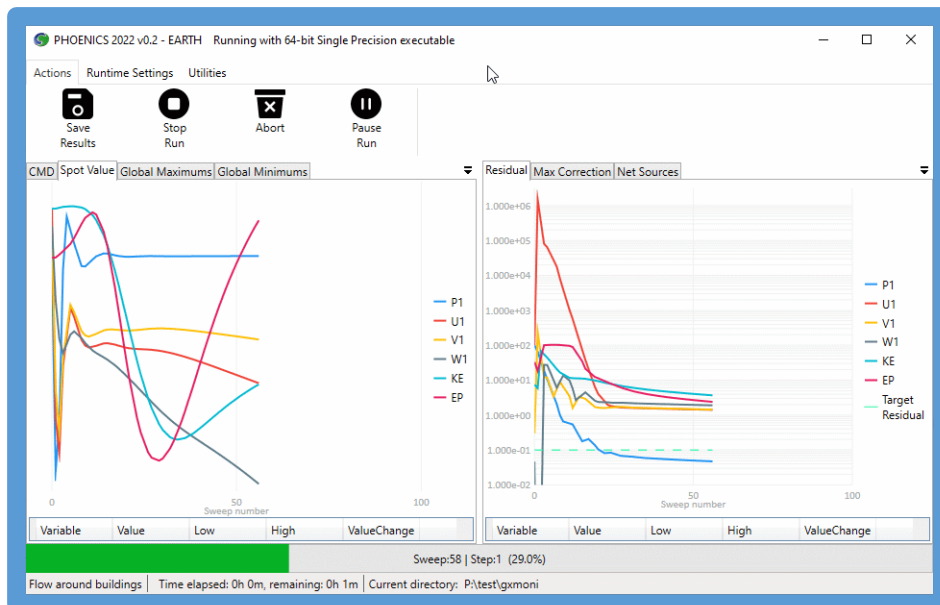 PHOENICS 2022 v0.2 - EARTH Running with 64-bit Single Precision executable
Actions Runtime Settings Utilities
Save Results
Stop Run
Abort
Pause Run
CMD Spot Value Global Maximums Global Minimums
P1
U1
V1
W1
KE
EP
0 50 100
Sweep number
Variable Value Low High ValueChange
Residual Max Correction Net Sources
1.000e+06
1.000e+05
1.000e+04
1.000e+03
1.000e+02
1.000e+01
1.000e+00
1.000e-01
1.000e-02
P1
U1
V1
W1
KE
EP
Target
Residual
0 50 100
Sweep number
Variable Value Low High ValueChange
Sweep:58 | Step:1 (29.0%)
Flow around buildings Time elapsed: 0h 0m, remaining: 0h 1m Current directory: P:\test\gxmoni